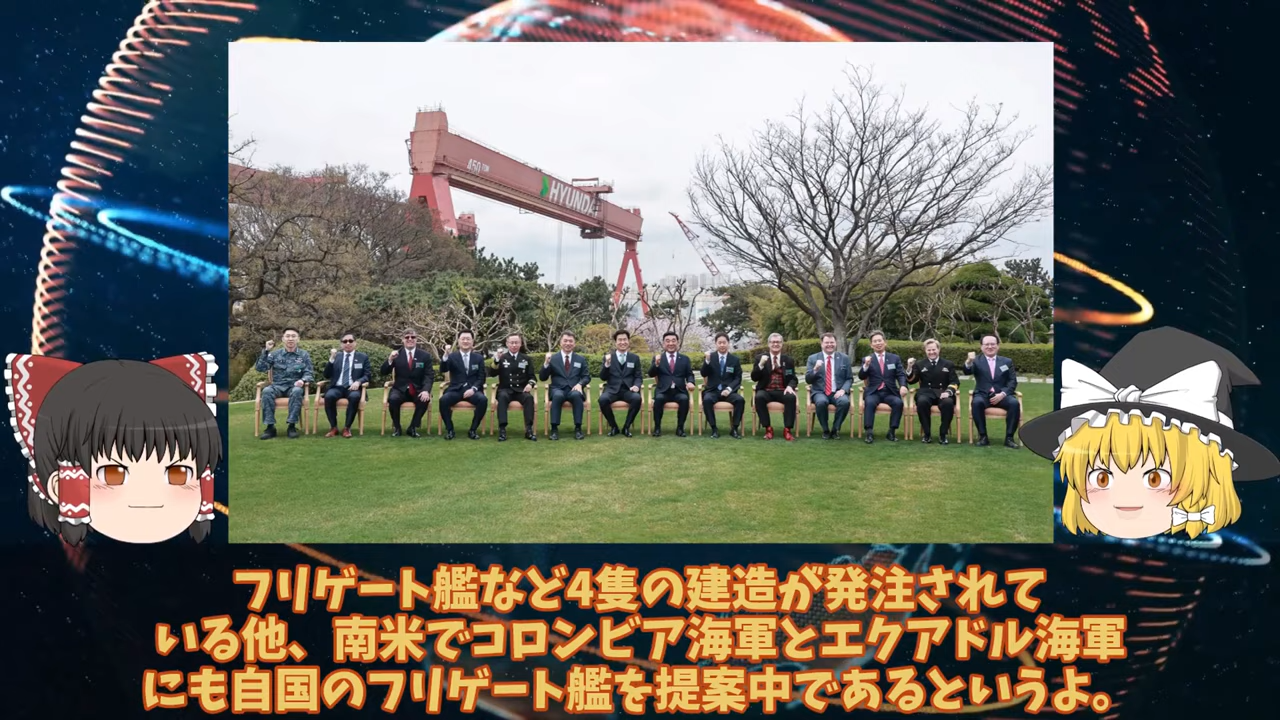 450 TON
HYUNDAI
フリゲート艦など4隻の建造が発注されて
いる他、南米でコロンビア海軍とエクアドル海軍
にも自国のフリゲート艦を提案中であるというよ。